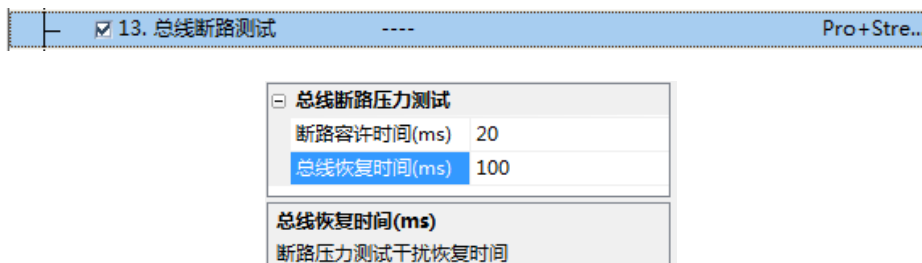 13. 总线断路测试 ---- Pro+Stre...
总线断路压力测试
断路容许时间(ms) 20
总线恢复时间(ms) 100
总线恢复时间(ms)
断路压力测试干扰恢复时间